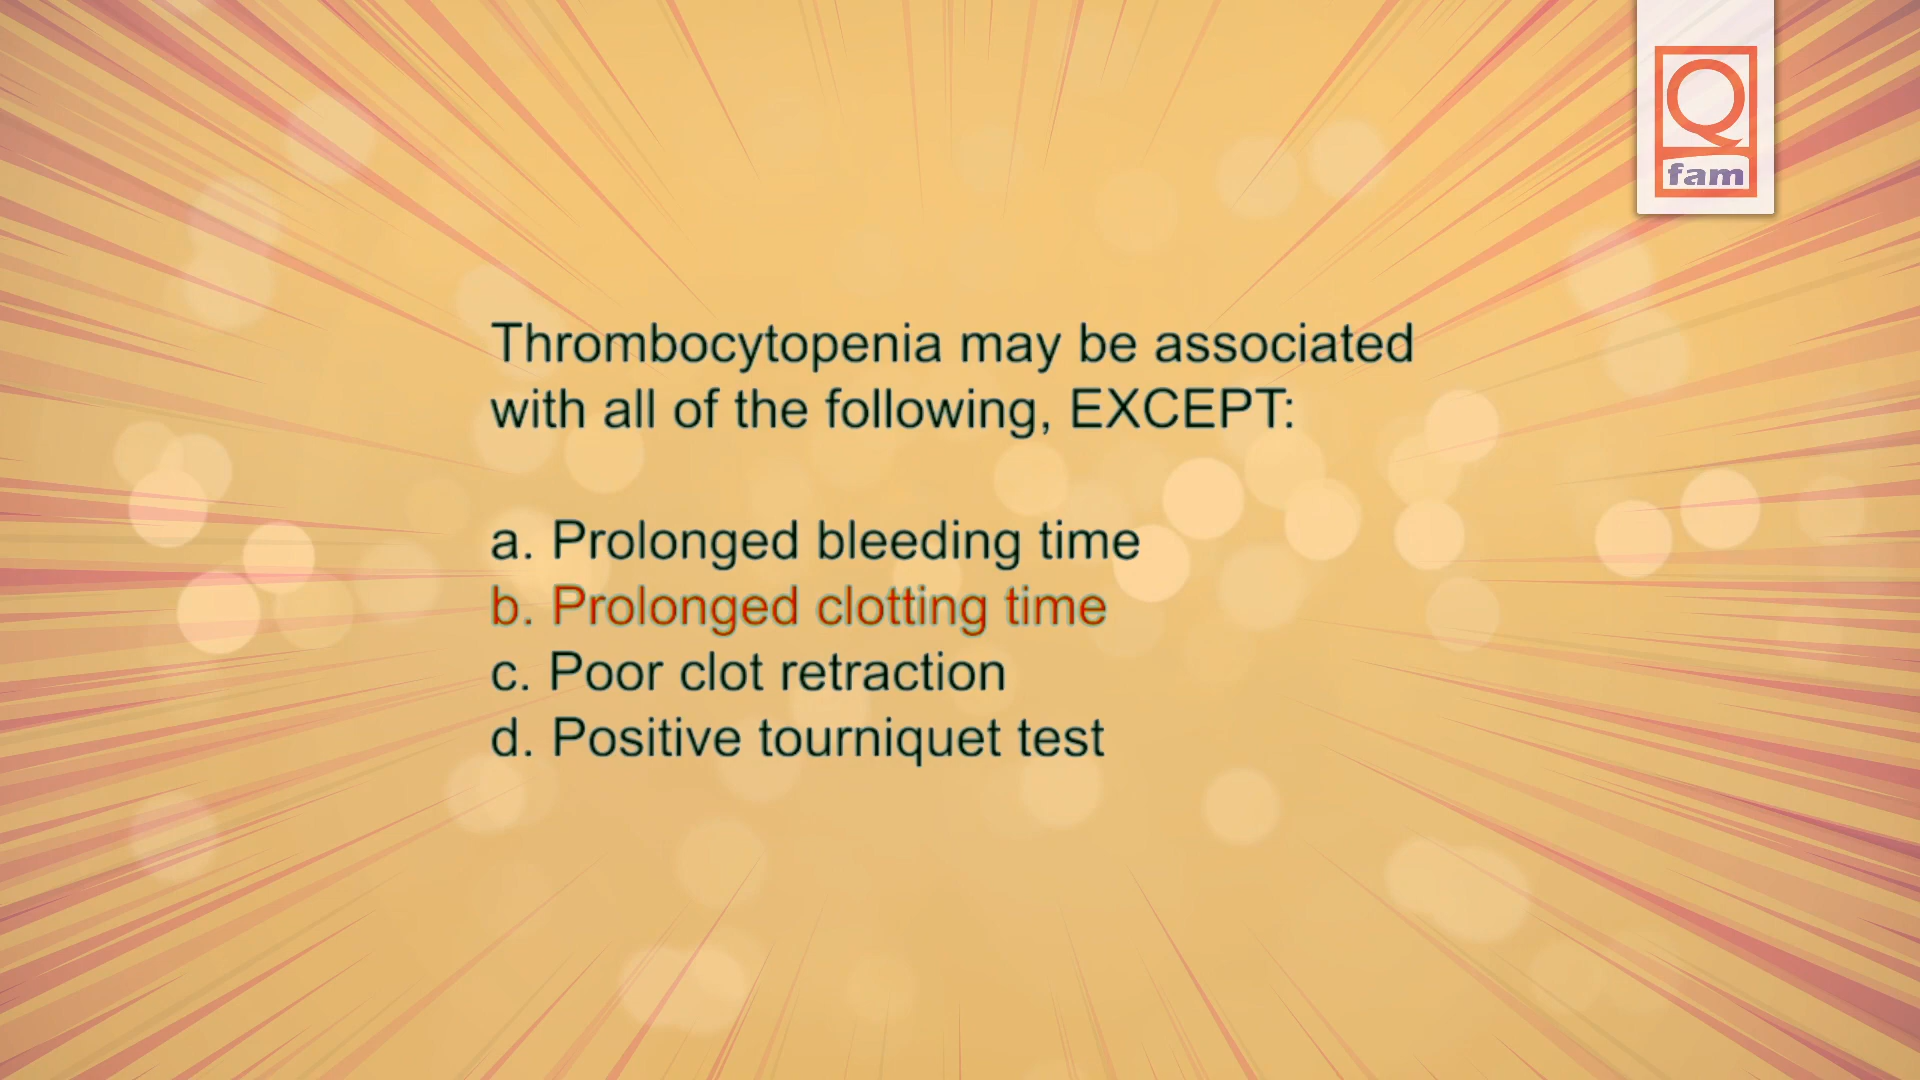 Q
fam
Thrombocytopenia may be associated
with all of the following, EXCEPT:
a. Prolonged bleeding time
b. Prolonged clotting time
c. Poor clot retraction
d. Positive tourniquet test